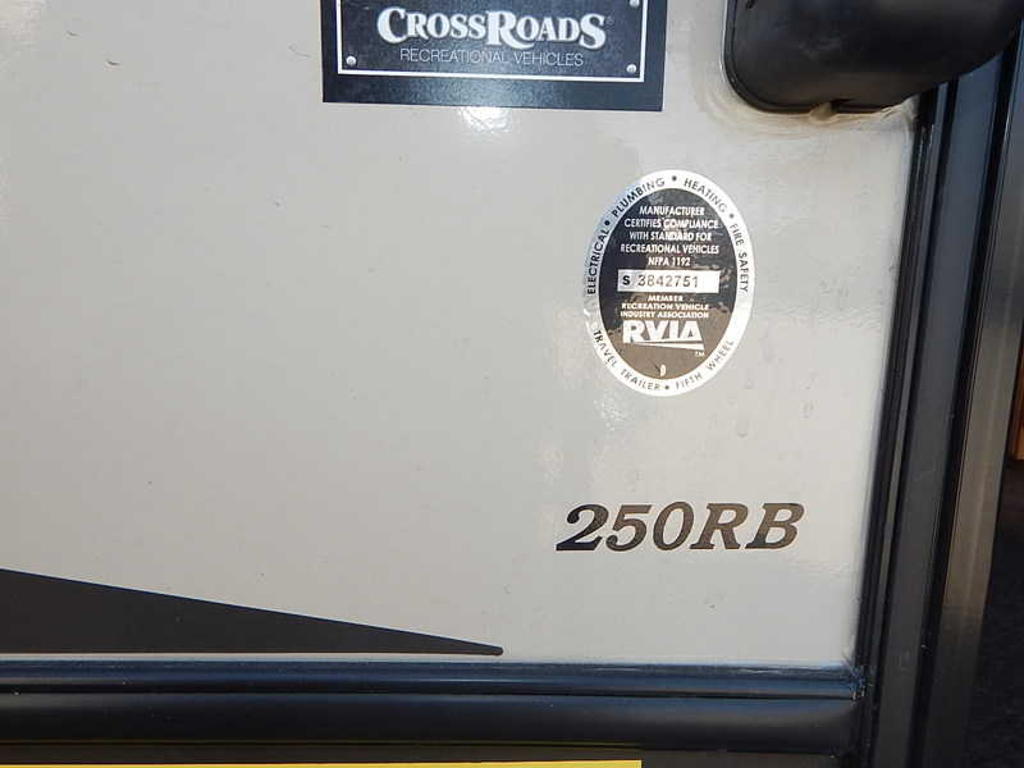 CROSSROADS
RECREATIONAL VEHICLES
ELECTRICAL • PLUMBING • HEATING • FIRE SAFETY
MANUFACTURER
CERTIFIES COMPLIANCE
WITH STANDARD FOR
RECREATIONAL VEHICLES
NFPA 1192
S 3842751
MEMBER
RECREATION VEHICLE
INDUSTRY ASSOCIATION
RVIA
TM
TRAVEL TRAILER • FIFTH WHEEL
250RB